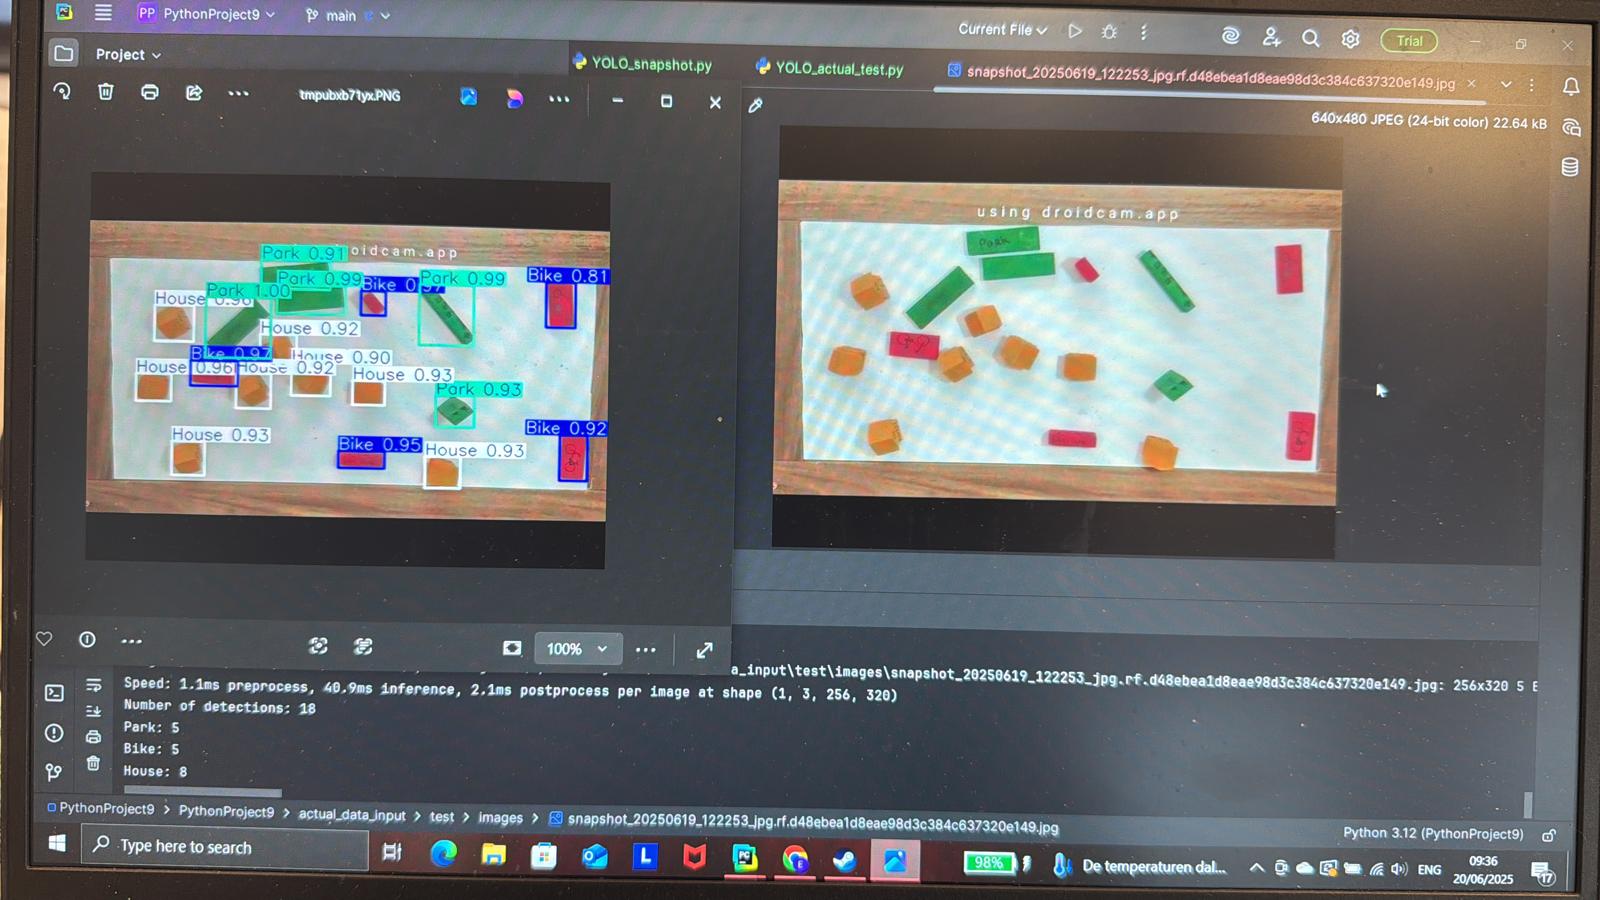 PP PythonProject9 main Current File Trial
Project YOLO_snapshot.py YOLO_actual_test.py snapshot_20250619_122253_jpg.rf.d48ebea1d8eae98d3c384c637320e149.jpg
tmpubxb71yx.PNG
640x480 JPEG (24-bit color) 22.64 kB
using droidcam.app
Park
oidcam.app
Park 0.91
Park 0.99
Bike 0.97
Park 0.99
Bike 0.81
Park 1.00
House 0.96
House 0.92
Bike 0.97
House 0.90
House 0.96
House 0.92
House 0.93
Park 0.93
House 0.93
Bike 0.95
House 0.93
Bike 0.92
100%
a_input\test\images\snapshot_20250619_122253_jpg.rf.d48ebea1d8eae98d3c384c637320e149.jpg: 256x320 5
Speed: 1.1ms preprocess, 40.9ms inference, 2.1ms postprocess per image at shape (1, 3, 256, 320)
Number of detections: 18
Park: 5
Bike: 5
House: 8
PythonProject9 > PythonProject9 > actual_data_input > test > images > snapshot_20250619_122253_jpg.rf.d48ebea1d8eae98d3c384c637320e149.jpg
Python 3.12 (PythonProject9)
Type here to search
L
98%
De temperaturen dal...
ENG
09:36
20/06/2025
17